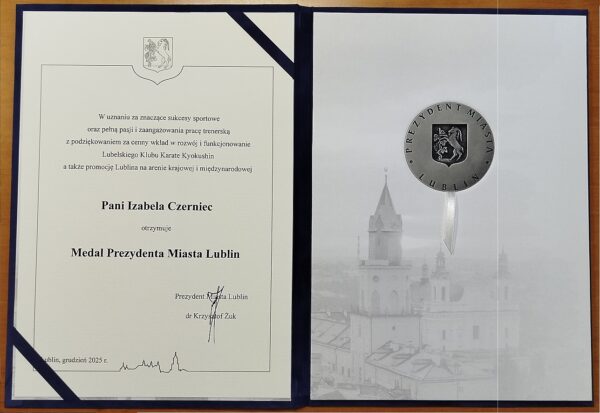 W uznaniu za znaczące sukcesy sportowe
oraz pełną pasji i zaangażowania pracę trenerską
z podziękowaniem za cenny wkład w rozwój i funkcjonowanie
Lubelskiego Klubu Karate Kyokushin
a także promocję Lublina na arenie krajowej i międzynarodowej
Pani Izabela Czerniec
otrzymuje
Medal Prezydenta Miasta Lublin
Prezydent Miasta Lublin
dr Krzysztof Żuk
Lublin, grudzień 2025 r.
PREZYDENT MIASTA
LUBLIN